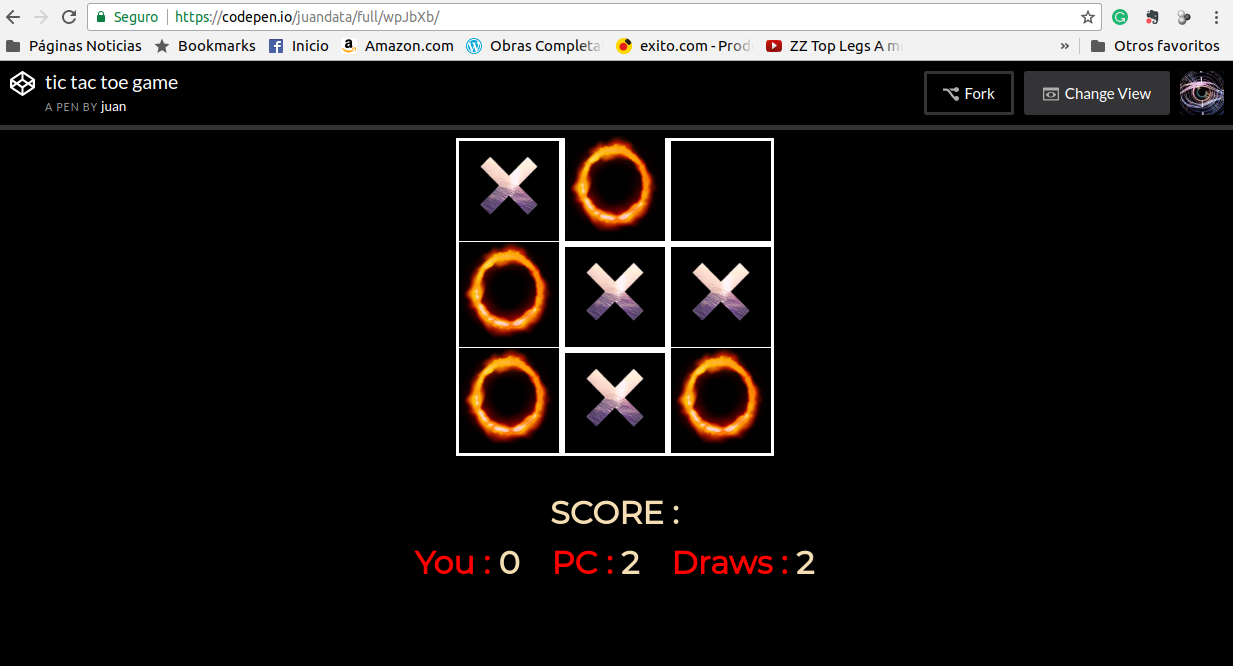 Seguro https://codepen.io/juandata/full/wpJbXb/
Páginas Noticias Bookmarks Inicio Amazon.com Obras Completa exito.com - Prod ZZ Top Legs A m » Otros favoritos
tic tac toe game
A PEN BY juan
Fork Change View
SCORE :
You : 0 PC : 2 Draws : 2